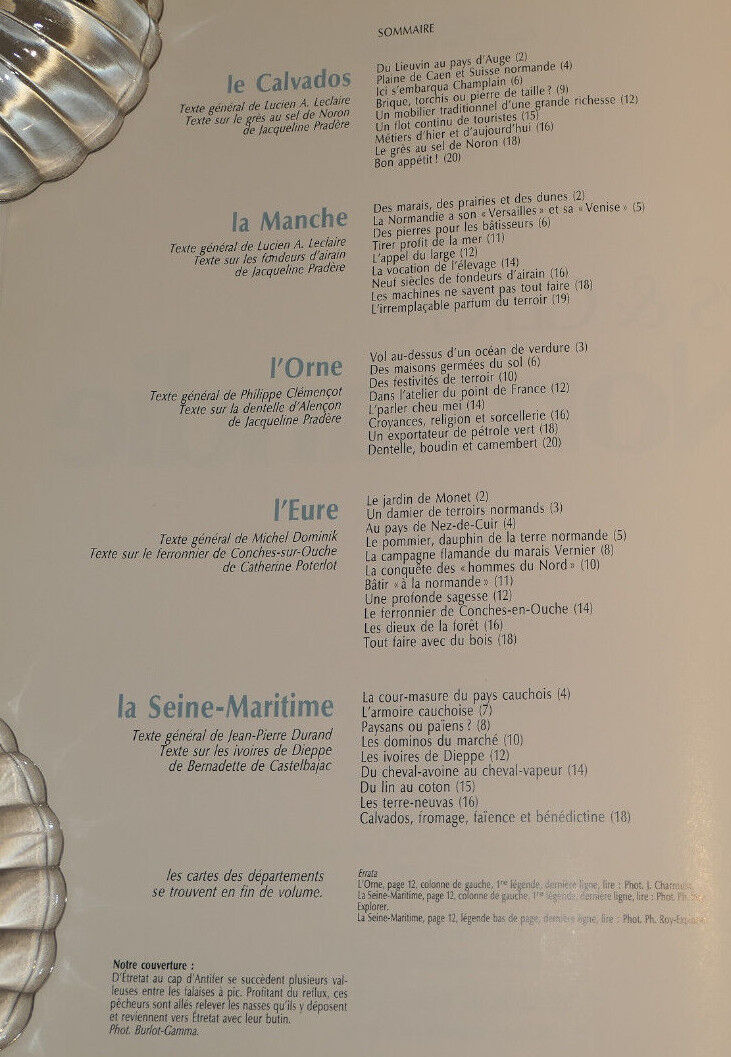 SOMMAIRE
le Calvados
Texte général de Lucien A. Leclaire
Texte sur le grès au sel de Noron
de Jacqueline Pradère
Du Lieuvin au pays d'Auge (2)
Plaine de Caen et Suisse normande (4)
Ici s'embarqua Champlain (6)
Brique, torchis ou pierre de taille ? (9)
Un mobilier traditionnel d'une grande richesse (12)
Un flot continu de touristes (15)
Métiers d'hier et d'aujourd'hui (16)
Le grès au sel de Noron (18)
Bon appétit ! (20)
la Manche
Texte général de Lucien A. Leclaire
Texte sur les fondeurs d'airain
de Jacqueline Pradère
Des marais, des prairies et des dunes (2)
La Normandie a son « Versailles » et sa « Venise » (5)
Des pierres pour les bâtisseurs (6)
Tirer profit de la mer (11)
L'appel du large (12)
La vocation de l'élevage (14)
Neuf siècles de fondeurs d'airain (16)
Les machines ne savent pas tout faire (18)
L'irremplaçable parfum du terroir (19)
l'Orne
Texte général de Philippe Clémençot
Texte sur la dentelle d'Alençon
de Jacqueline Pradère
Vol au-dessus d'un océan de verdure (3)
Des maisons germées du sol (6)
Des festivités de terroir (10)
Dans l'atelier du point de France (12)
L'parler cheu mei (14)
Croyances, religion et sorcellerie (16)
Un exportateur de pétrole vert (18)
Dentelle, boudin et camembert (20)
l'Eure
Texte général de Michel Dominik
Texte sur le ferronnier de Conches-sur-Ouche
de Catherine Poterlot
Le jardin de Monet (2)
Un damier de terroirs normands (3)
Au pays de Nez-de-Cuir (4)
Le pommier, dauphin de la terre normande (5)
La campagne flamande du marais Vernier (8)
La conquête des « hommes du Nord » (10)
Bâtir « à la normande » (11)
Une profonde sagesse (12)
Le ferronnier de Conches-en-Ouche (14)
Les dieux de la forêt (16)
Tout faire avec du bois (18)
la Seine-Maritime
Texte général de Jean-Pierre Durand
Texte sur les ivoires de Dieppe
de Bernadette de Castelbajac
La cour-masure du pays cauchois (4)
L'armoire cauchoise (7)
Paysans ou païens ? (8)
Les dominos du marché (10)
Les ivoires de Dieppe (12)
Du cheval-avoine au cheval-vapeur (14)
Du lin au coton (15)
Les terre-neuvas (16)
Calvados, fromage, faïence et bénédictine (18)
les cartes des départements
se trouvent en fin de volume.
Errata
L'Orne, page 12, colonne de gauche, 1re légende, dernière ligne, lire : Phot. J.
La Seine-Maritime, page 12, colonne de gauche, 1re légende, dernière ligne, lire : Phot. Ph.
Explorer.
La Seine-Maritime, page 12, légende bas de page, dernière ligne, lire : Phot. Ph.
Notre couverture :
D'Étretat au cap d'Antifer se succèdent plusieurs val-
leuses entre les falaises à pic. Profitant du reflux, ces
pêcheurs sont allés relever les nasses qu'ils y déposent
et reviennent vers Étretat avec leur butin.
Phot. Burlot-Gamma.